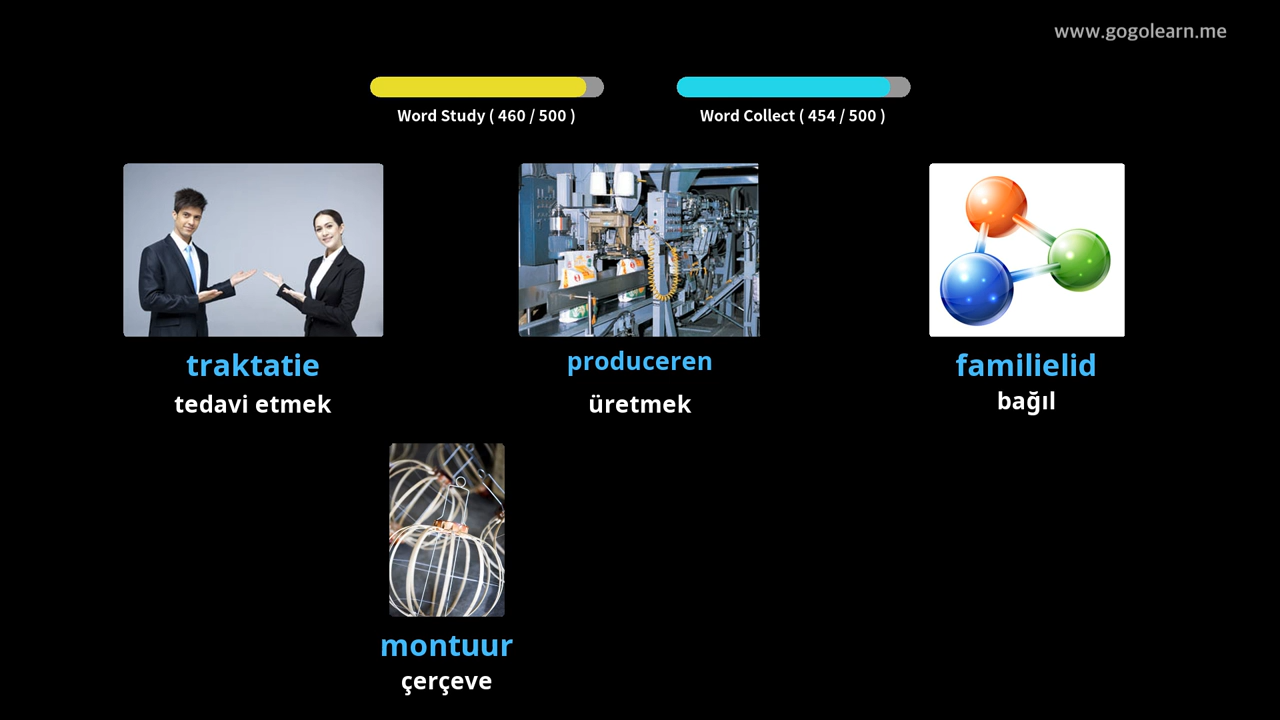 www.gogolearn.me
Word Study ( 460 / 500 )
Word Collect ( 454 / 500 )
traktatie
tedavi etmek
produceren
üretmek
familielid
bağıl
montuur
çerçeve